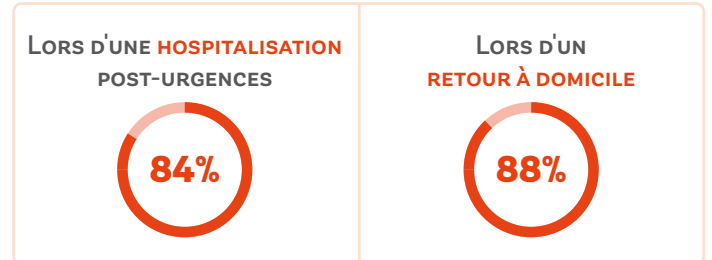 Lors d'une hospitalisation
post-urgences
84%
Lors d'un
retour à domicile
88%